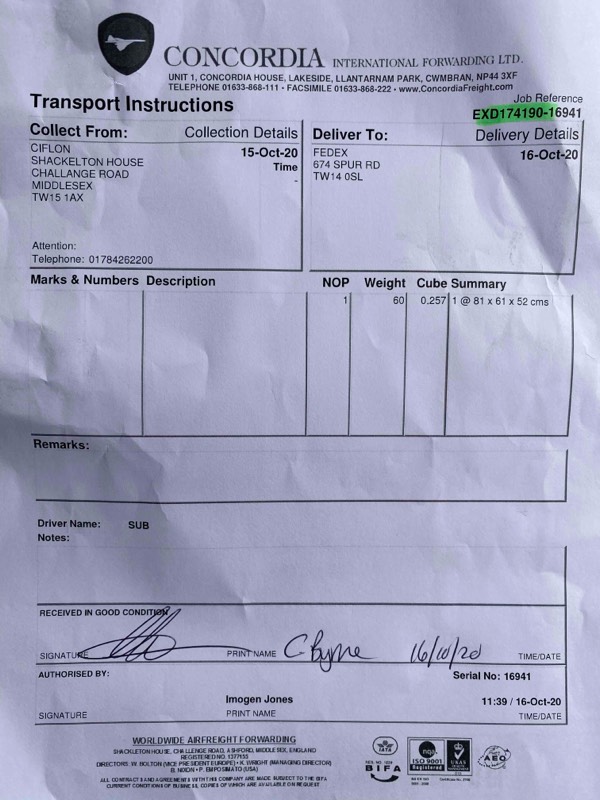 CONCORDIA INTERNATIONAL FORWARDING LTD.
UNIT 1, CONCORDIA HOUSE, LAKESIDE, LLANTARNAM PARK, CWMBRAN, NP44 3XF
TELEPHONE 01633-868-111 • FACSIMILE 01633-868-222 • www.ConcordiaFreight.com
Transport Instructions
Job Reference
EXD174190-16941
Collect From: Collection Details
Deliver To: Delivery Details
CIFLON 15-Oct-20
SHACKELTON HOUSE Time
CHALLANGE ROAD -
MIDDLESEX
TW15 1AX
FEDEX 16-Oct-20
674 SPUR RD
TW14 0SL
Attention:
Telephone: 01784262200
Marks & Numbers Description NOP Weight Cube Summary
1 60 0.257 1 @ 81 x 61 x 52 cms
Remarks:
Driver Name: SUB
Notes:
RECEIVED IN GOOD CONDITION
SIGNATURE PRINT NAME C Byrne 16/10/20 TIME/DATE
AUTHORISED BY: Serial No: 16941
Imogen Jones 11:39 / 16-Oct-20
SIGNATURE PRINT NAME TIME/DATE
WORLDWIDE AIRFREIGHT FORWARDING
SHACKLETON HOUSE, CHALLENGE ROAD, ASHFORD, MIDDLESEX, ENGLAND
REGISTERED NO 1377153
DIRECTORS: W. BOLTON (VICE PRESIDENT EUROPE) • K. WRIGHT (MANAGING DIRECTOR)
B. NIXON • P. EMPOSIMATO (USA)
ALL CONTRACTS AND AGREEMENTS WITH THIS COMPANY ARE MADE SUBJECT TO THE BIFA
CURRENT CONDITIONS OF BUSINESS, COPIES OF WHICH ARE AVAILABLE ON REQUEST
IATA
BIFA
nqa
ISO 9001
Registered
UKAS
AEO